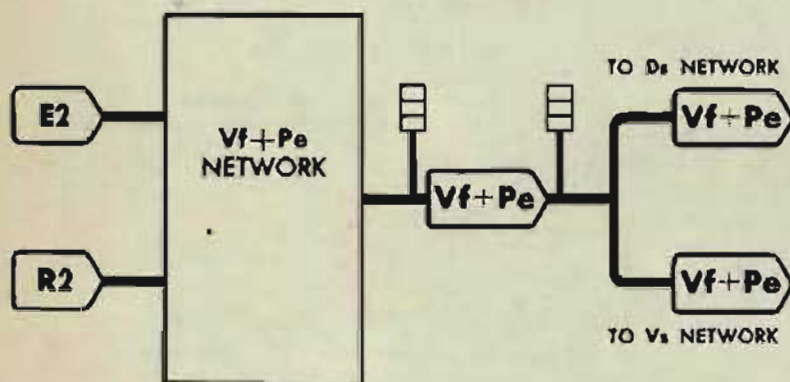 TO Ds NETWORK
E2
Vf+Pe
Vf+Pe
NETWORK
Vf+Pe
R2
Vf+Pe
TO Vs NETWORK